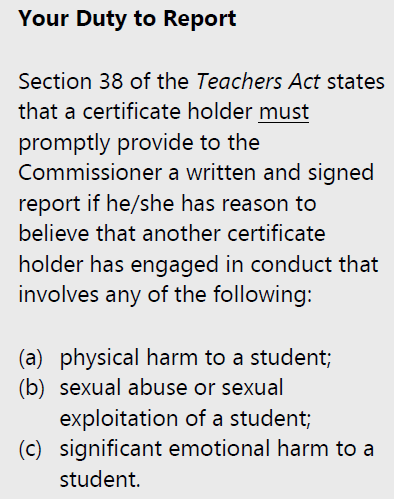 Your Duty to Report
Section 38 of the Teachers Act states
that a certificate holder must
promptly provide to the
Commissioner a written and signed
report if he/she has reason to
believe that another certificate
holder has engaged in conduct that
involves any of the following:
(a) physical harm to a student;
(b) sexual abuse or sexual
exploitation of a student;
(c) significant emotional harm to a
student.